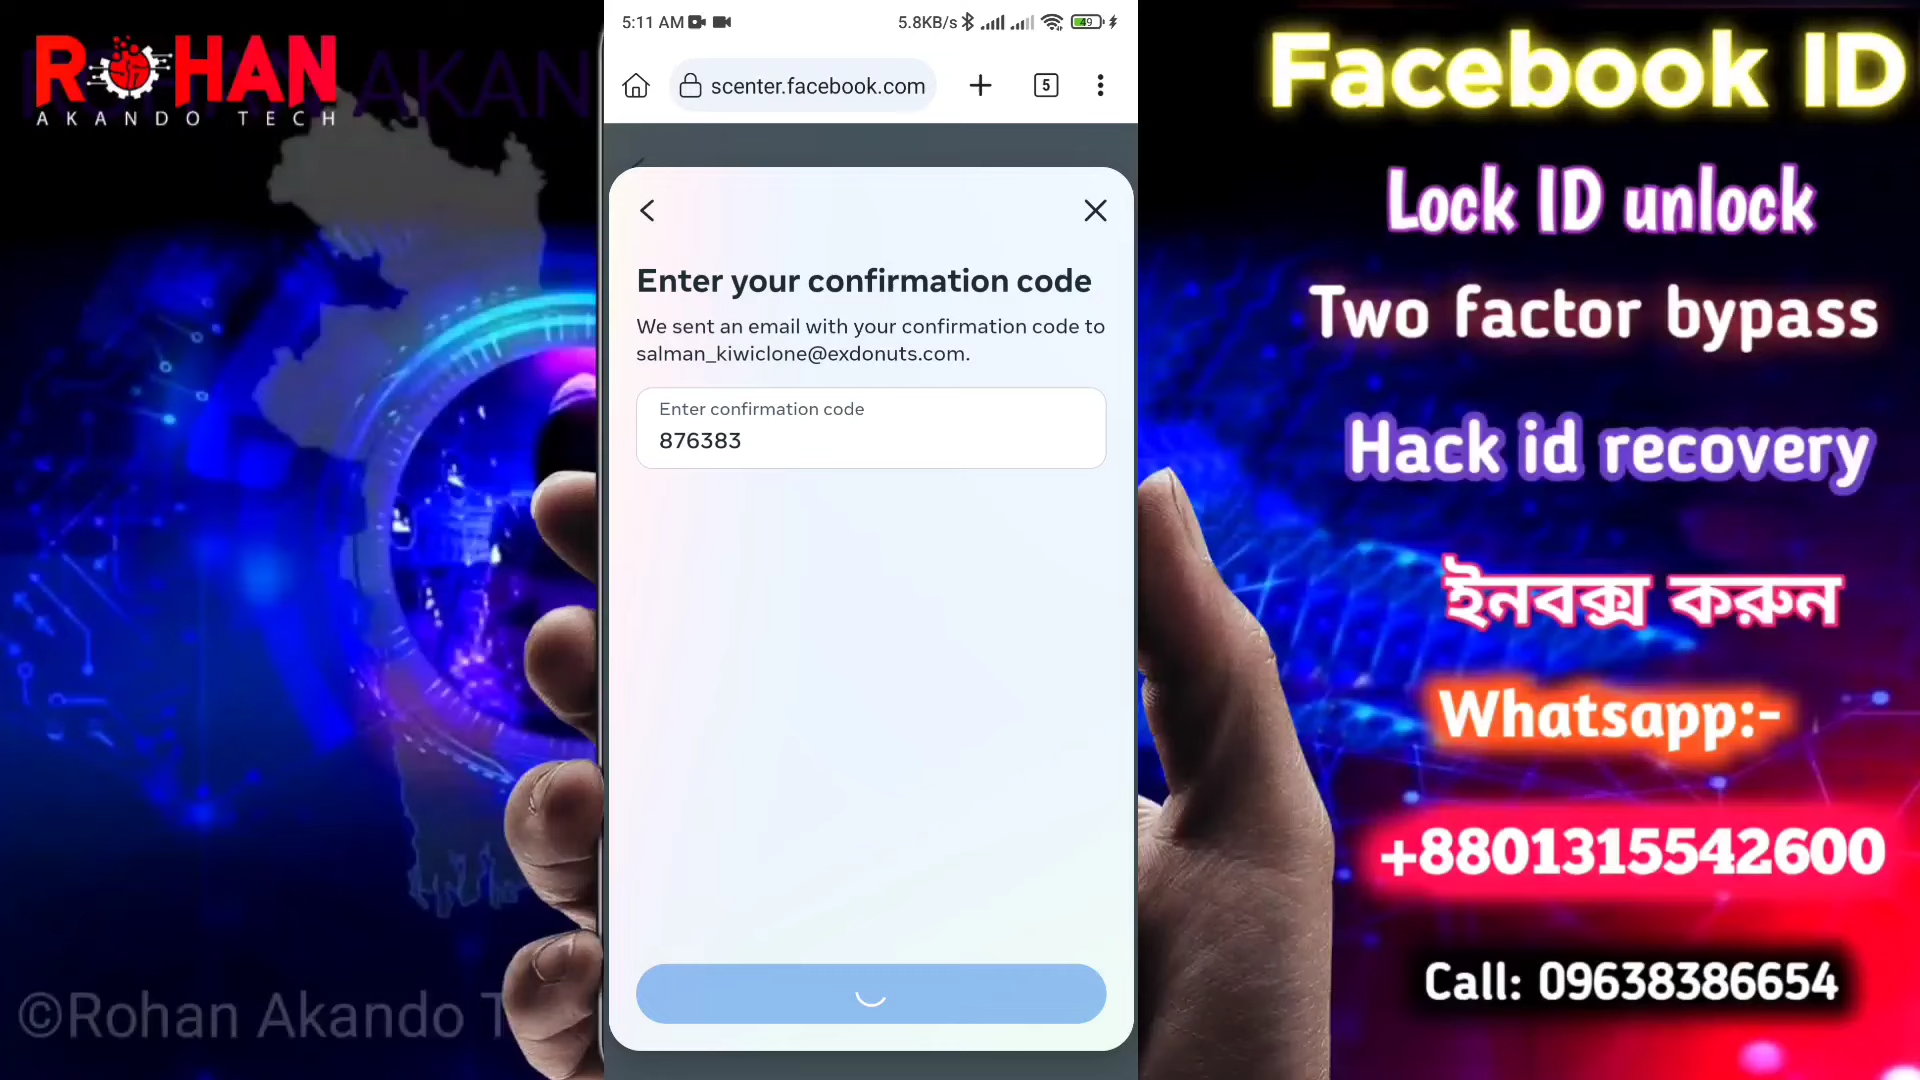 ROHAN
AKANDO TECH
AKAN
©Rohan Akando T
5:11 AM
5.8KB/s
49
scenter.facebook.com
5
Enter your confirmation code
We sent an email with your confirmation code to
salman_kiwiclone@exdonuts.com.
Enter confirmation code
876383
Facebook ID
Lock ID unlock
Two factor bypass
Hack id recovery
ইনবক্স করুন
Whatsapp:-
+8801315542600
Call: 09638386654